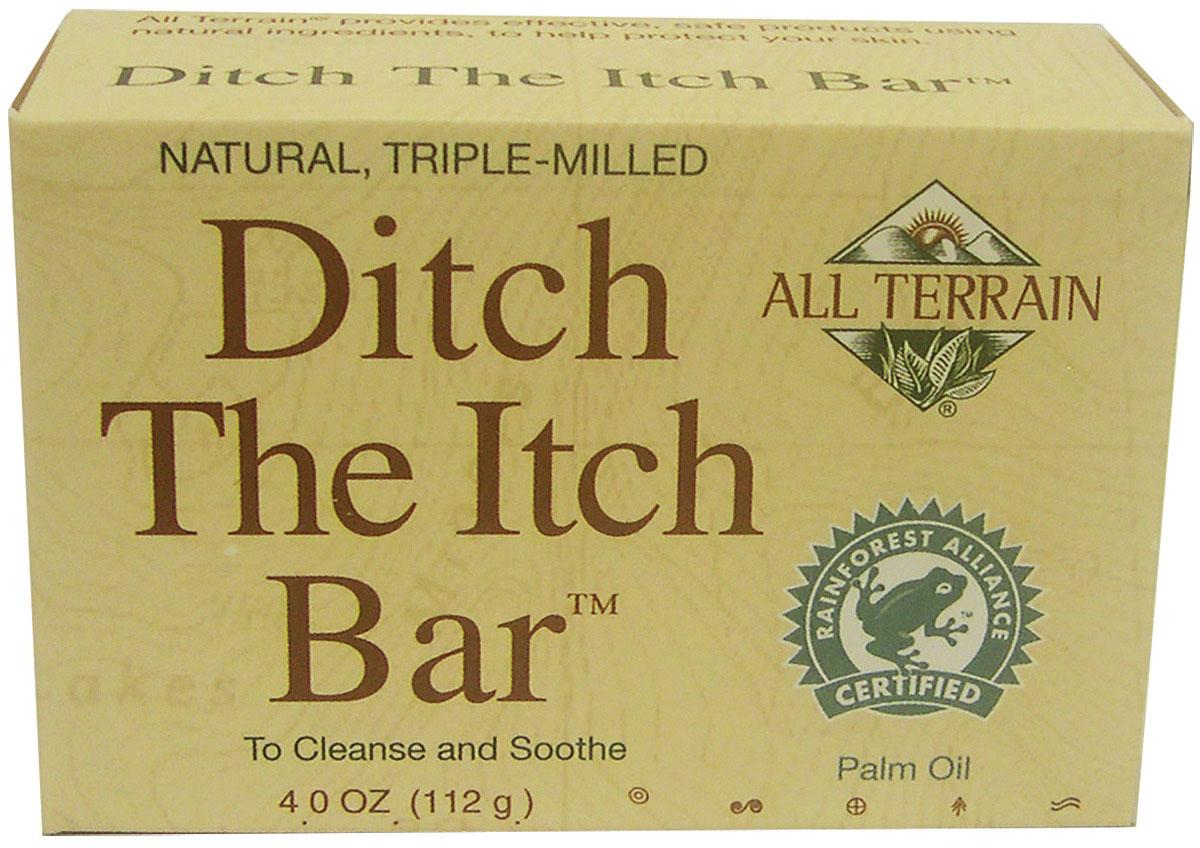 All Terrain® provides effective, safe products using
natural ingredients, to help protect your skin.
Ditch The Itch Bar™
NATURAL, TRIPLE-MILLED
Ditch
The Itch
Bar™
To Cleanse and Soothe
4.0 OZ. (112 g.)
ALL TERRAIN
®
RAINFOREST ALLIANCE
™
CERTIFIED
Palm Oil
akes